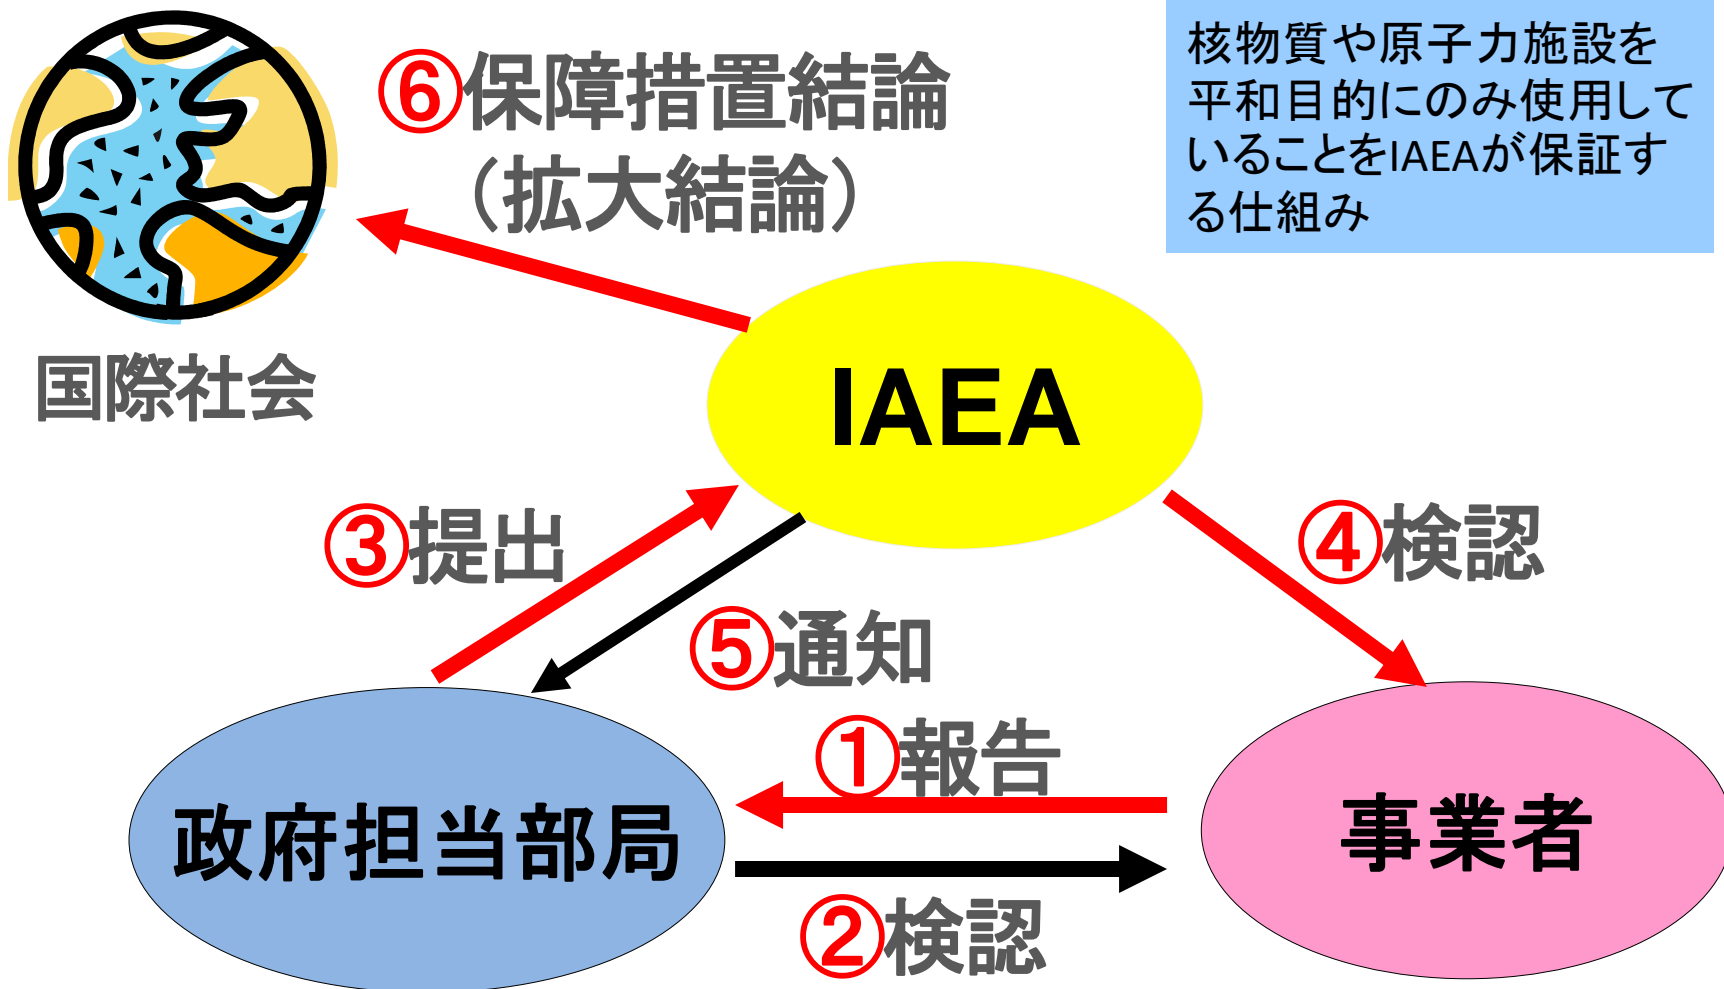 ⑥保障措置結論
（拡大結論）
核物質や原子力施設を
平和目的にのみ使用して
いることをIAEAが保証す
る仕組み
国際社会
IAEA
③提出
④検認
⑤通知
①報告
政府担当部局
事業者
②検認